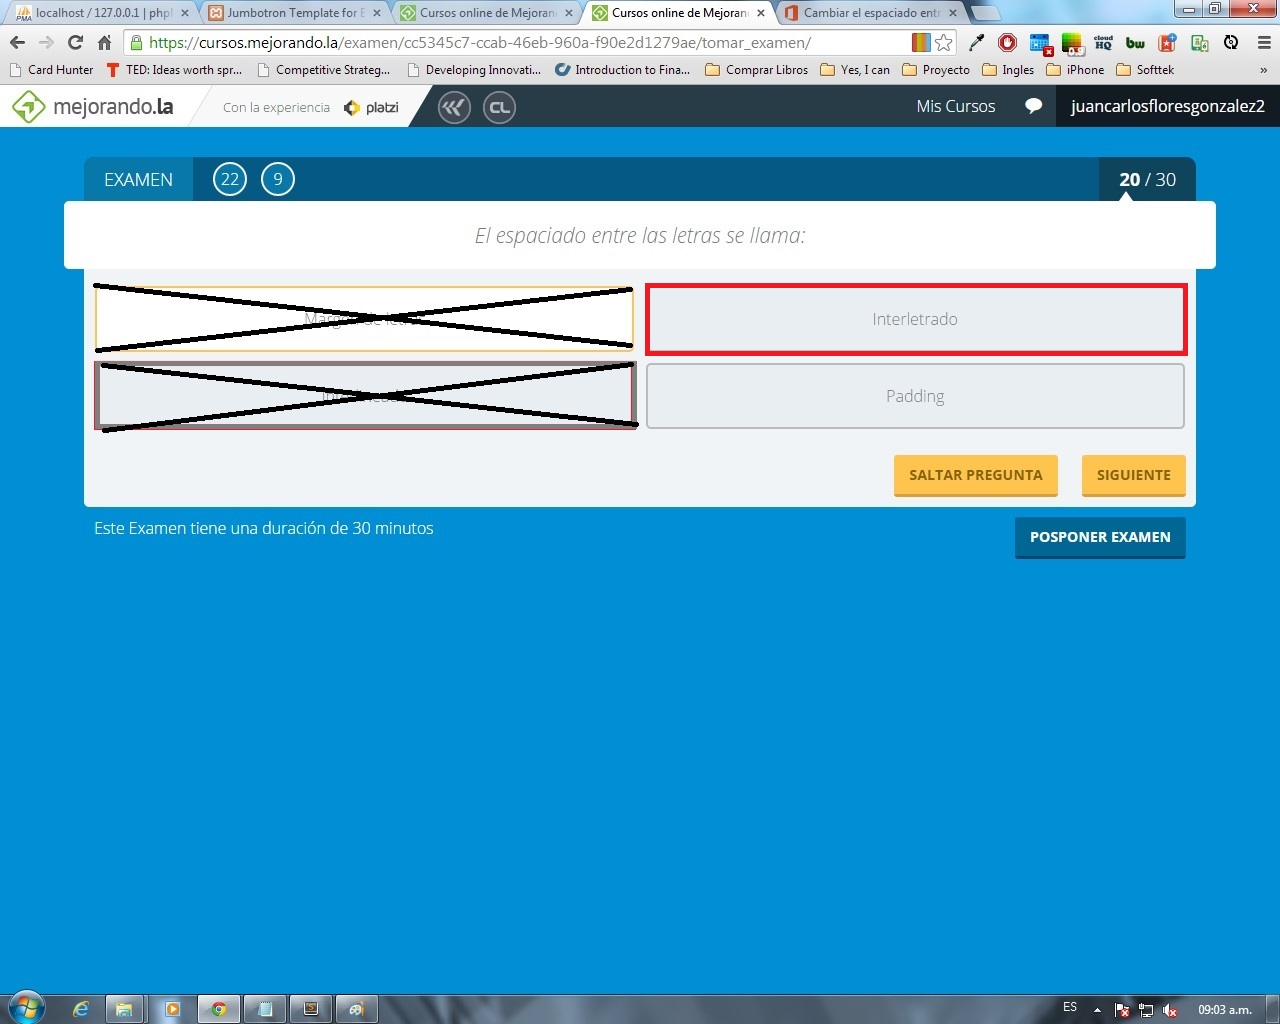 localhost / 127.0.0.1 | php
Jumbotron Template for B
Cursos online de Mejoran
Cursos online de Mejoran
Cambiar el espaciado entr
https://cursos.mejorando.la/examen/cc5345c7-ccab-46eb-960a-f90e2d1279ae/tomar_examen/
Card Hunter
TED: Ideas worth spr...
Competitive Strateg...
Developing Innovati...
Introduction to Fina...
Comprar Libros
Yes, I can
Proyecto
Ingles
iPhone
Softtek
»
mejorando.la
Con la experiencia
platzi
CL
Mis Cursos
juancarlosfloresgonzalez2
EXAMEN
22
9
20 / 30
El espaciado entre las letras se llama:
Margen de letra
Interletrado
Padding
SALTAR PREGUNTA
SIGUIENTE
Este Examen tiene una duración de 30 minutos
POSPONER EXAMEN
ES
09:03 a.m.